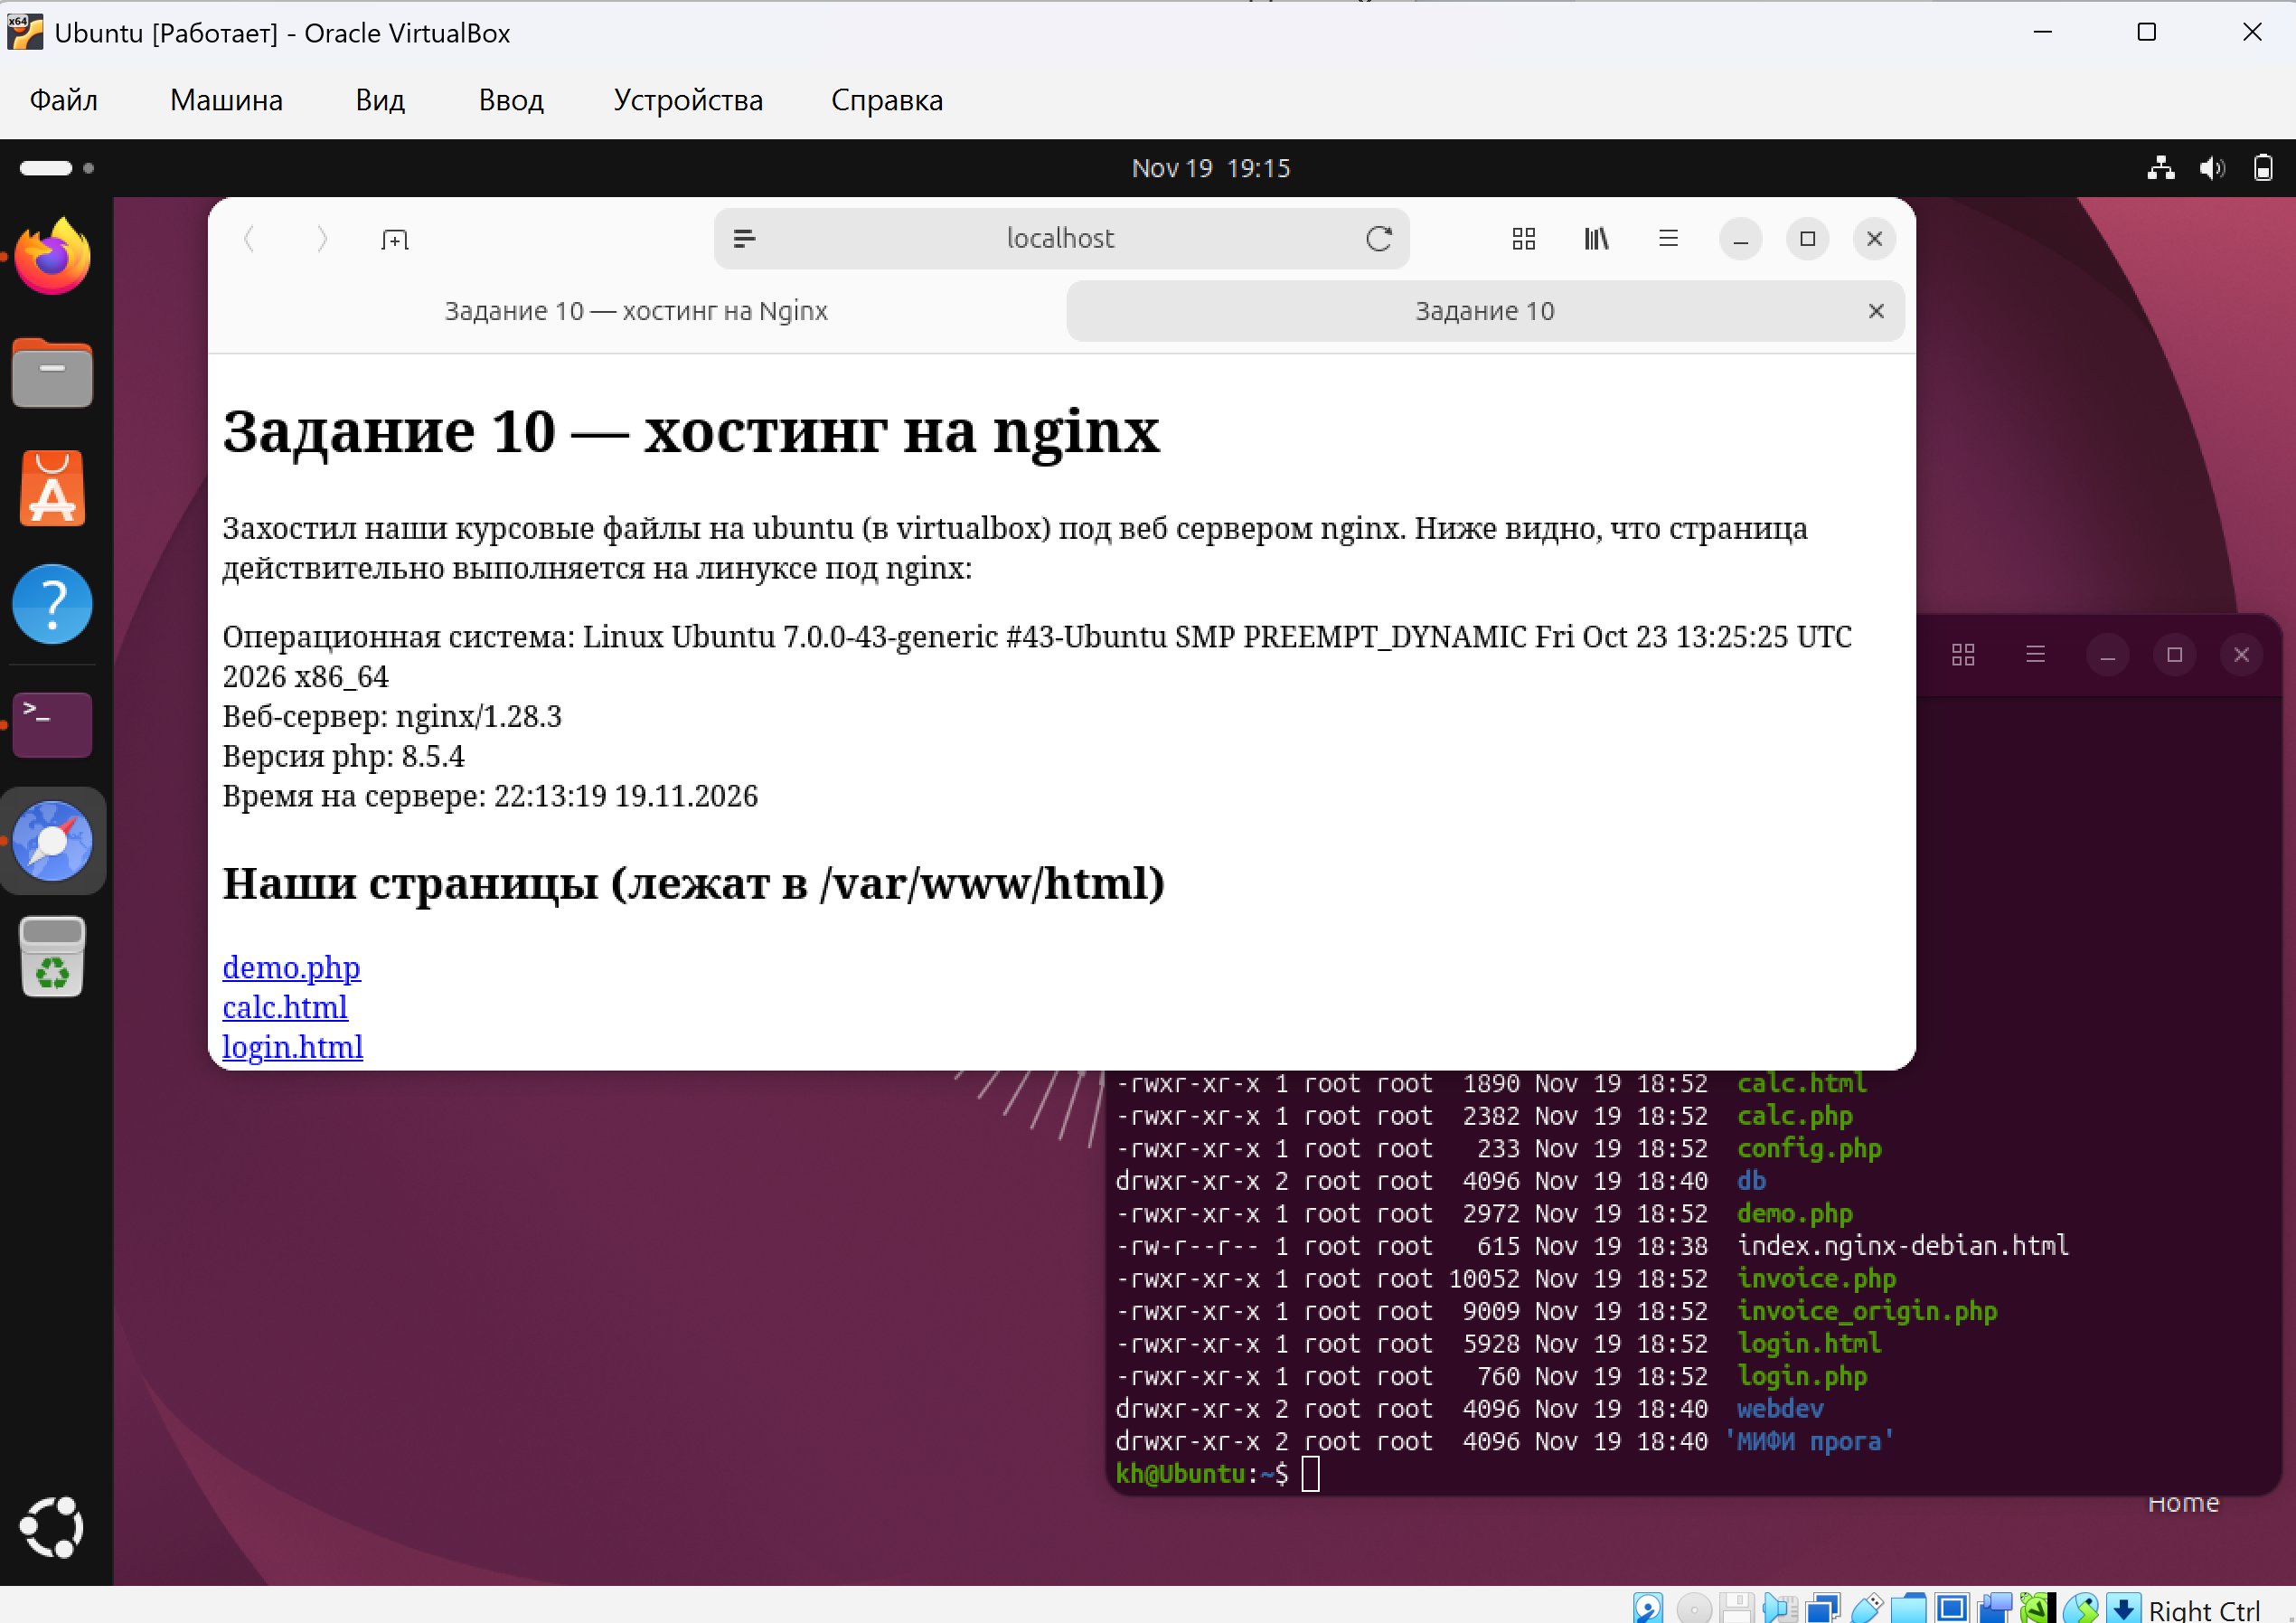 Ubuntu [Работает] - Oracle VirtualBox
Файл Машина Вид Ввод Устройства Справка
Nov 19 19:15
localhost
Задание 10 — хостинг на Nginx
Задание 10
Задание 10 — хостинг на nginx
Захостил наши курсовые файлы на ubuntu (в virtualbox) под веб сервером nginx. Ниже видно, что страница
действительно выполняется на линуксе под nginx:
Операционная система: Linux Ubuntu 7.0.0-43-generic #43-Ubuntu SMP PREEMPT_DYNAMIC Fri Oct 23 13:25:25 UTC
2026 x86_64
Веб-сервер: nginx/1.28.3
Версия php: 8.5.4
Время на сервере: 22:13:19 19.11.2026
Наши страницы (лежат в /var/www/html)
demo.php
calc.html
login.html
-rwxr-xr-x 1 root root 1890 Nov 19 18:52 calc.html
-rwxr-xr-x 1 root root 2382 Nov 19 18:52 calc.php
-rwxr-xr-x 1 root root 233 Nov 19 18:52 config.php
drwxr-xr-x 2 root root 4096 Nov 19 18:40 db
-rwxr-xr-x 1 root root 2972 Nov 19 18:52 demo.php
-rw-r--r-- 1 root root 615 Nov 19 18:38 index.nginx-debian.html
-rwxr-xr-x 1 root root 10052 Nov 19 18:52 invoice.php
-rwxr-xr-x 1 root root 9009 Nov 19 18:52 invoice_origin.php
-rwxr-xr-x 1 root root 5928 Nov 19 18:52 login.html
-rwxr-xr-x 1 root root 760 Nov 19 18:52 login.php
drwxr-xr-x 2 root root 4096 Nov 19 18:40 webdev
drwxr-xr-x 2 root root 4096 Nov 19 18:40 'МИФИ прога'
kh@Ubuntu:~$
Home
Right Ctrl